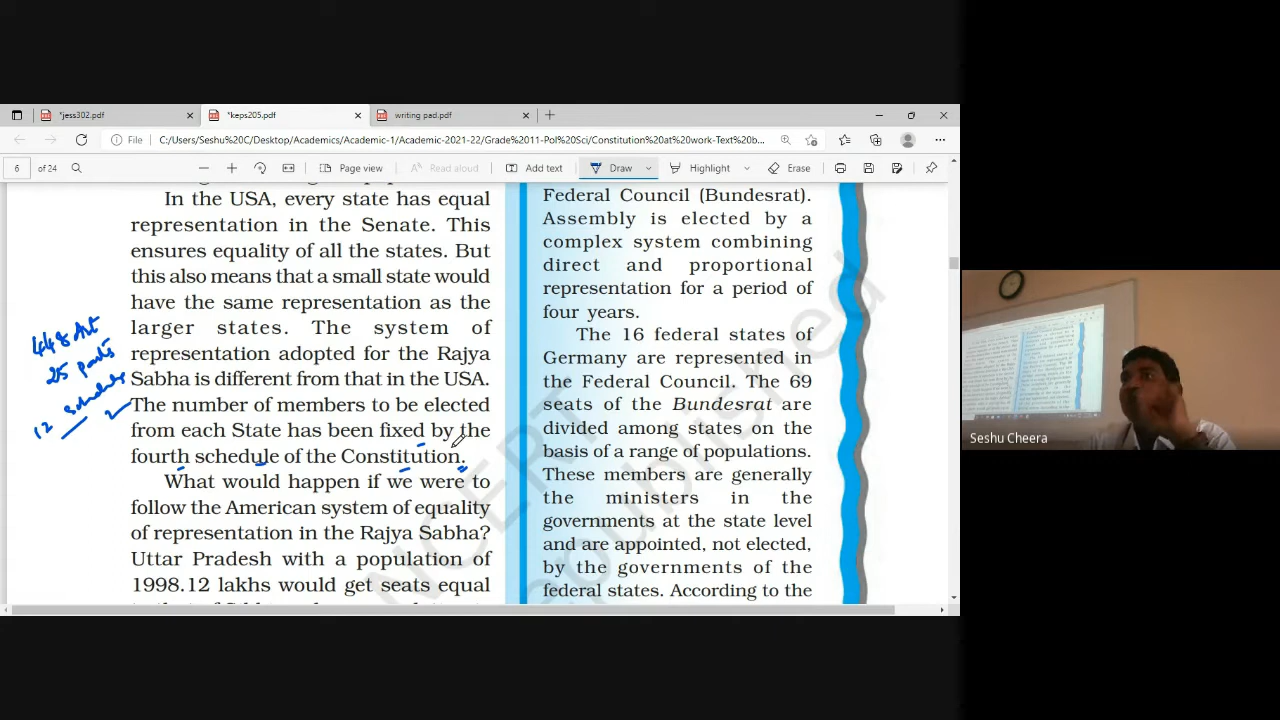 *jess302.pdf
*keps205.pdf
writing pad.pdf
File
C:/Users/Seshu%20C/Desktop/Academics/Academic-1/Academic-2021-22/Grade%2011-Pol%20Sci/Constitution%20at%20work-Text%20b...
6 of 24
Page view
Read aloud
Add text
Draw
Highlight
Erase
In the USA, every state has equal
representation in the Senate. This
ensures equality of all the states. But
this also means that a small state would
have the same representation as the
larger states. The system of
representation adopted for the Rajya
Sabha is different from that in the USA.
The number of members to be elected
from each State has been fixed by the
fourth schedule of the Constitution.
What would happen if we were to
follow the American system of equality
of representation in the Rajya Sabha?
Uttar Pradesh with a population of
1998.12 lakhs would get seats equal
448 Art
25 parts
12 schedules
Federal Council (Bundesrat).
Assembly is elected by a
complex system combining
direct and proportional
representation for a period of
four years.
The 16 federal states of
Germany are represented in
the Federal Council. The 69
seats of the Bundesrat are
divided among states on the
basis of a range of populations.
These members are generally
the ministers in the
governments at the state level
and are appointed, not elected,
by the governments of the
federal states. According to the
NCERT
republished
Seshu Cheera